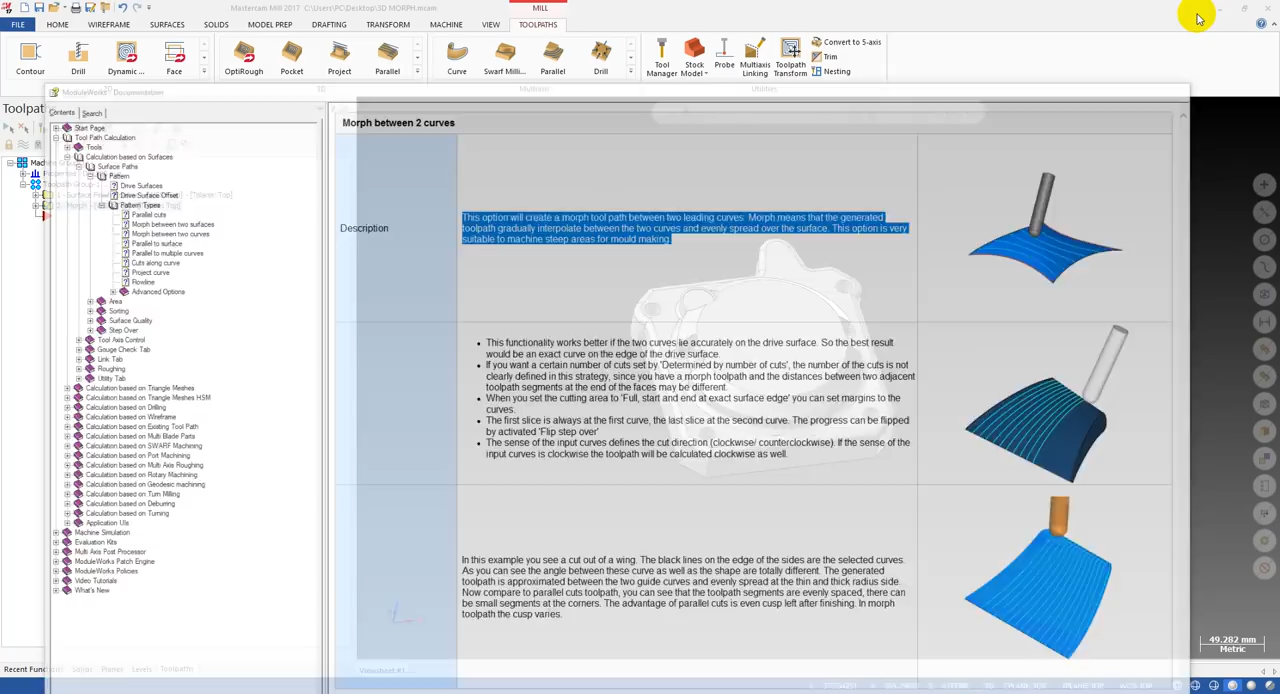 Mastercam Mill 2017 C:\Users\PC\Desktop\3D MORPH.mcam
MILL
FILE
HOME
WIREFRAME
SURFACES
SOLIDS
MODEL PREP
DRAFTING
TRANSFORM
MACHINE
VIEW
TOOLPATHS
Contour
Drill
Dynamic ...
Face
OptiRough
Pocket
Project
Parallel
Curve
Swarf Milli...
Parallel
Drill
Tool Manager
Stock Model
Probe
Multiaxis Linking
Toolpath Transform
Convert to 5-axis
Trim
Nesting
2D
3D
Multiaxis
Utilities
ModuleWorks Documentation
Toolpat
Contents
Search
Start Page
Tool Path Calculation
Tools
Calculation based on Surfaces
Surface Paths
Pattern
Drive Surfaces
Drive Surface Offset
Pattern Types
Parallel cuts
Morph between two surfaces
Morph between two curves
Parallel to surface
Parallel to multiple curves
Cuts along curve
Project curve
Flowline
Advanced Options
Area
Sorting
Surface Quality
Step Over
Tool Axis Control
Gouge Check Tab
Link Tab
Roughing
Utility Tab
Calculation based on Triangle Meshes
Calculation based on Triangle Meshes HSM
Calculation based on Drilling
Calculation based on Wireframe
Calculation based on Existing Tool Path
Calculation based on Multi Blade Parts
Calculation based on SWARF Machining
Calculation based on Port Machining
Calculation based on Multi Axis Roughing
Calculation based on Rotary Machining
Calculation based on Geodesic machining
Calculation based on Turn Milling
Calculation based on Deburring
Calculation based on Turning
Application UIs
Machine Simulation
Evaluation Kits
Multi Axis Post Processor
ModuleWorks Patch Engine
ModuleWorks Policies
Video Tutorials
What's New
Morph between 2 curves
Description
This option will create a morph tool path between two leading curves. Morph means that the generated
toolpath gradually interpolate between the two curves and evenly spread over the surface. This option is very
suitable to machine steep areas for mould making.
• This functionality works better if the two curves lie accurately on the drive surface. So the best result
would be an exact curve on the edge of the drive surface.
• If you want a certain number of cuts set by 'Determined by number of cuts', the number of the cuts is not
clearly defined in this strategy, since you have a morph toolpath and the distances between two adjacent
toolpath segments at the end of the faces may be different.
• When you set the cutting area to 'Full, start and end at exact surface edge' you can set margins to the
curves.
• The first slice is always at the first curve, the last slice at the second curve. The progress can be flipped
by activated 'Flip step over'
• The sense of the input curves defines the cut direction (clockwise/ counterclockwise). If the sense of the
input curves is clockwise the toolpath will be calculated clockwise as well.
In this example you see a cut out of a wing. The black lines on the edge of the sides are the selected curves.
As you can see the angle between these curve as well as the shape are totally different. The generated
toolpath is approximated between the two guide curves and evenly spread at the thin and thick radius side.
Now compare to parallel cuts toolpath, you can see that the toolpath segments are evenly spaced, there can
be small segments at the corners. The advantage of parallel cuts is even cusp left after finishing. In morph
toolpath the cusp varies.
49.282 mm
Metric
Recent Func
Solids
Planes
Levels
Toolpaths
Viewsheet #1